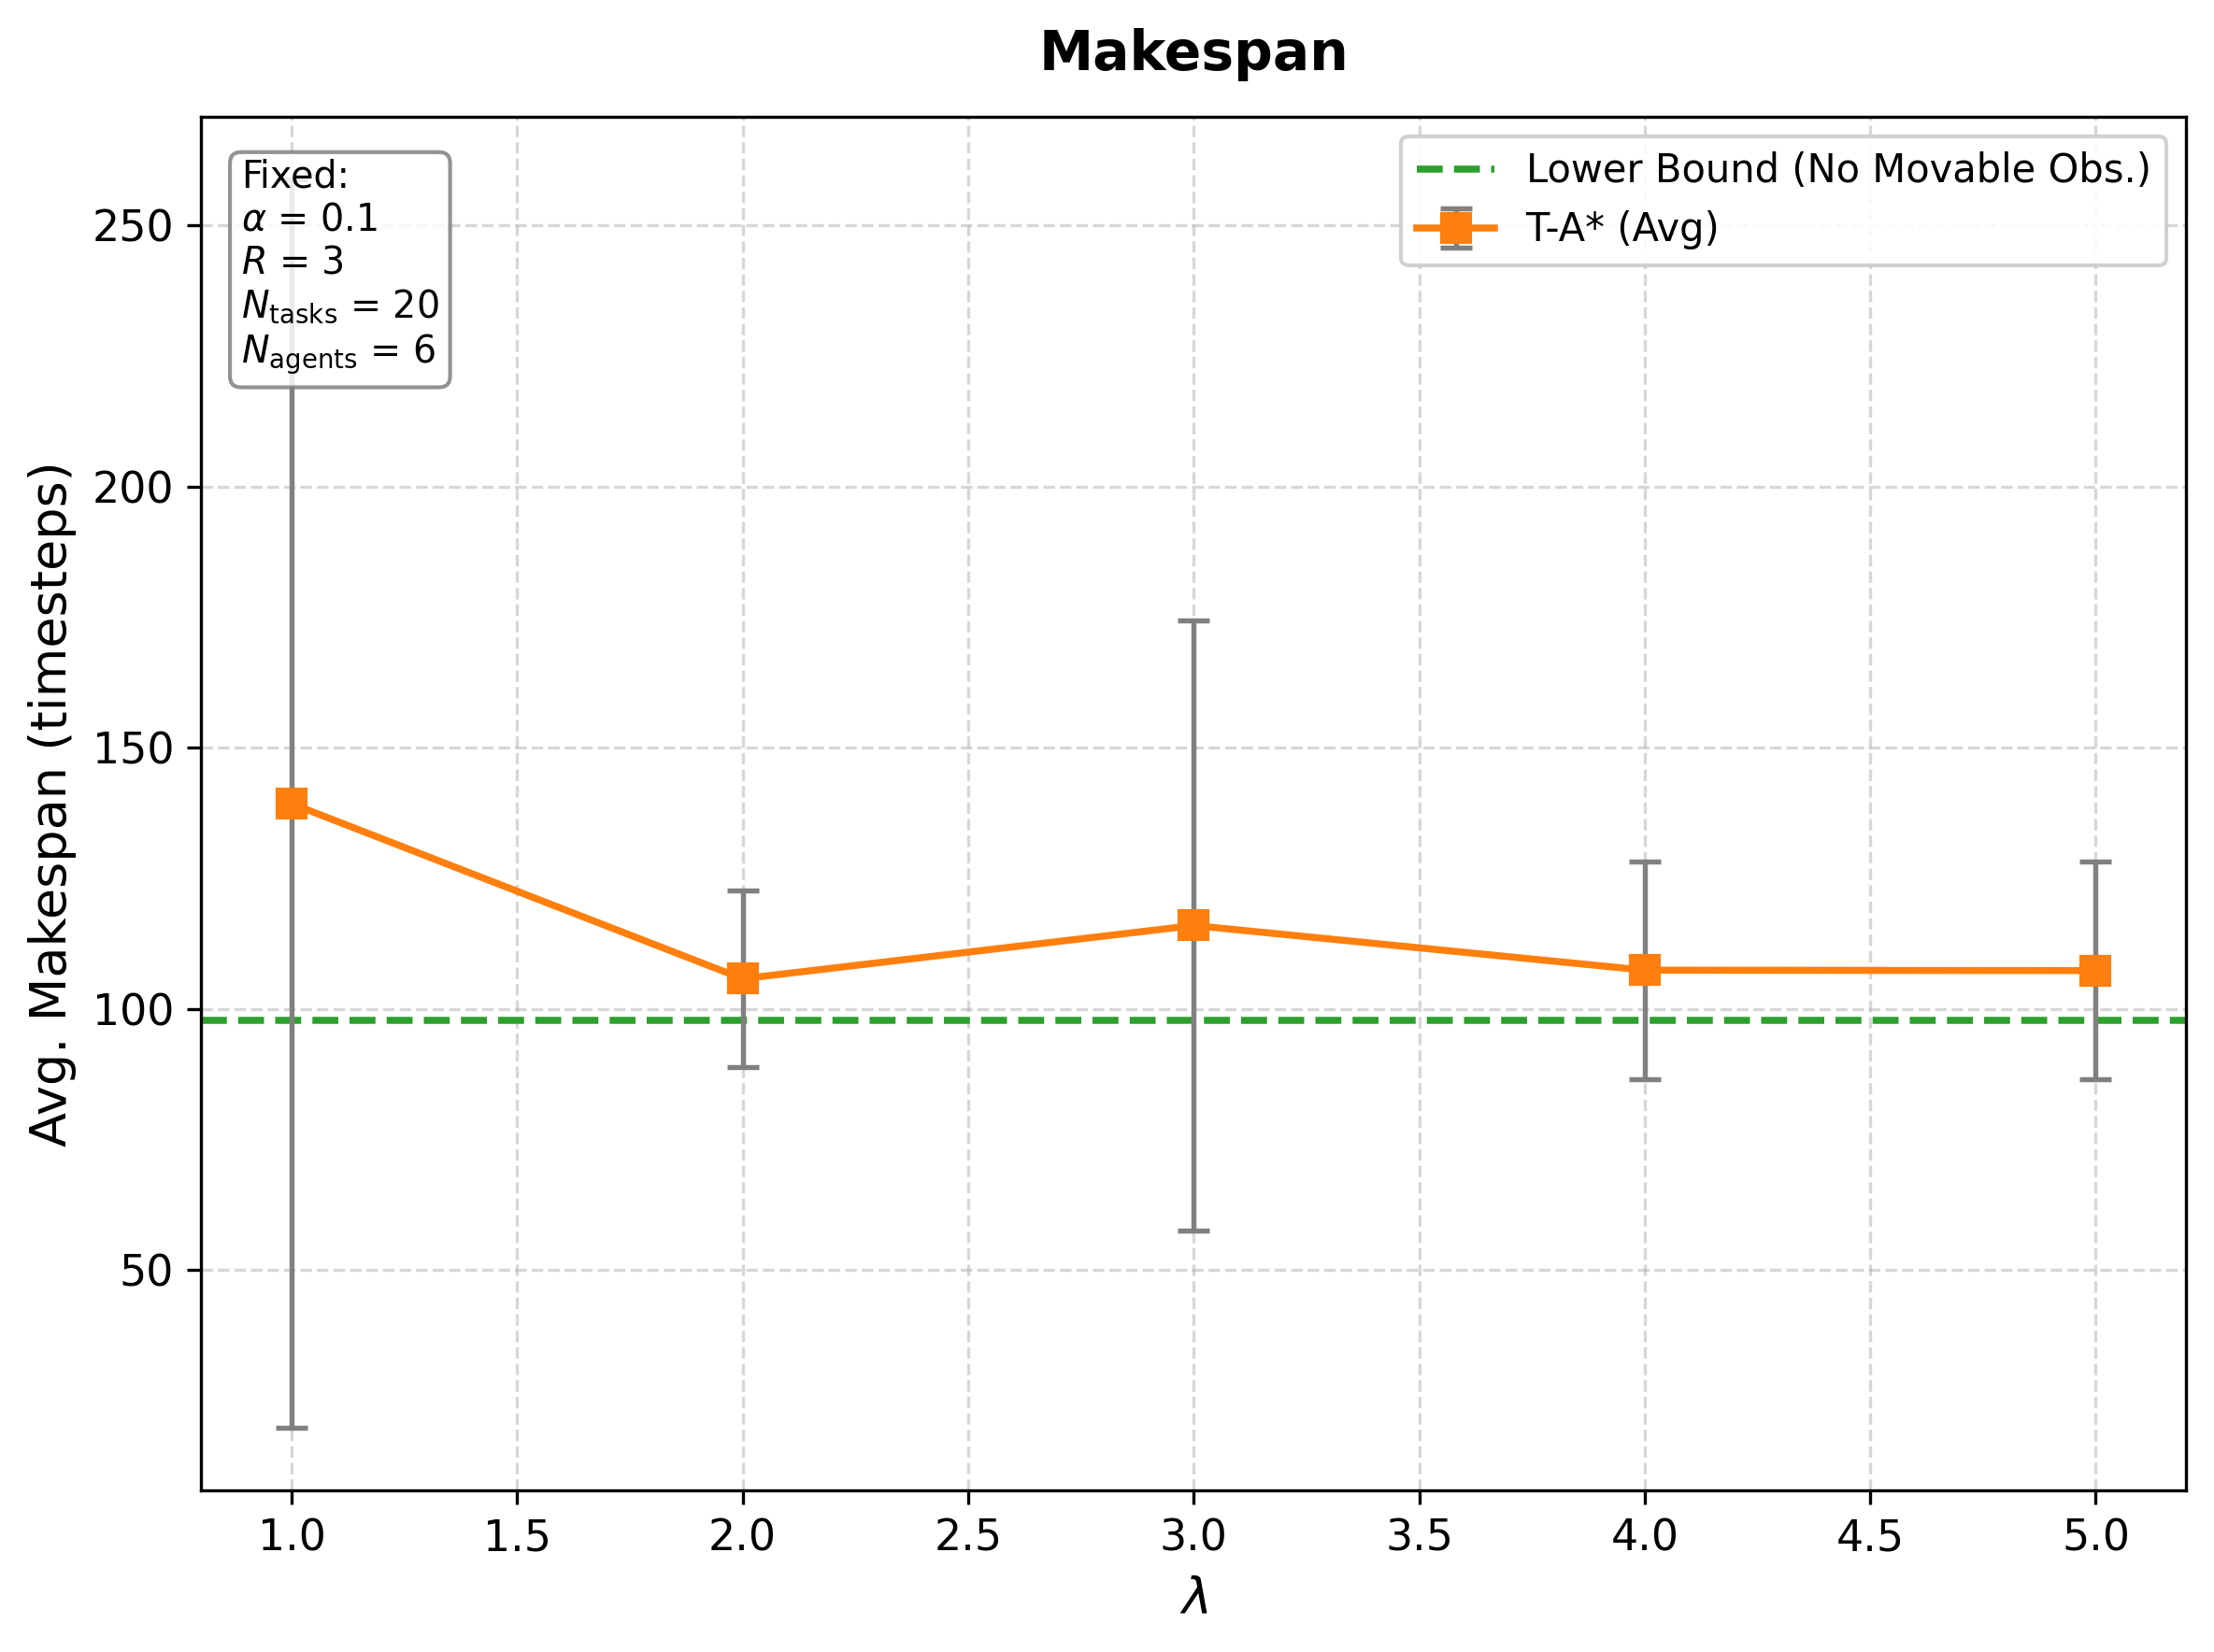 Makespan
Fixed:
α = 0.1
R = 3
N_tasks = 20
N_agents = 6
Lower Bound (No Movable Obs.)
T-A* (Avg)
Avg. Makespan (timesteps)
250
200
150
100
50
1.0 1.5 2.0 2.5 3.0 3.5 4.0 4.5 5.0
λ